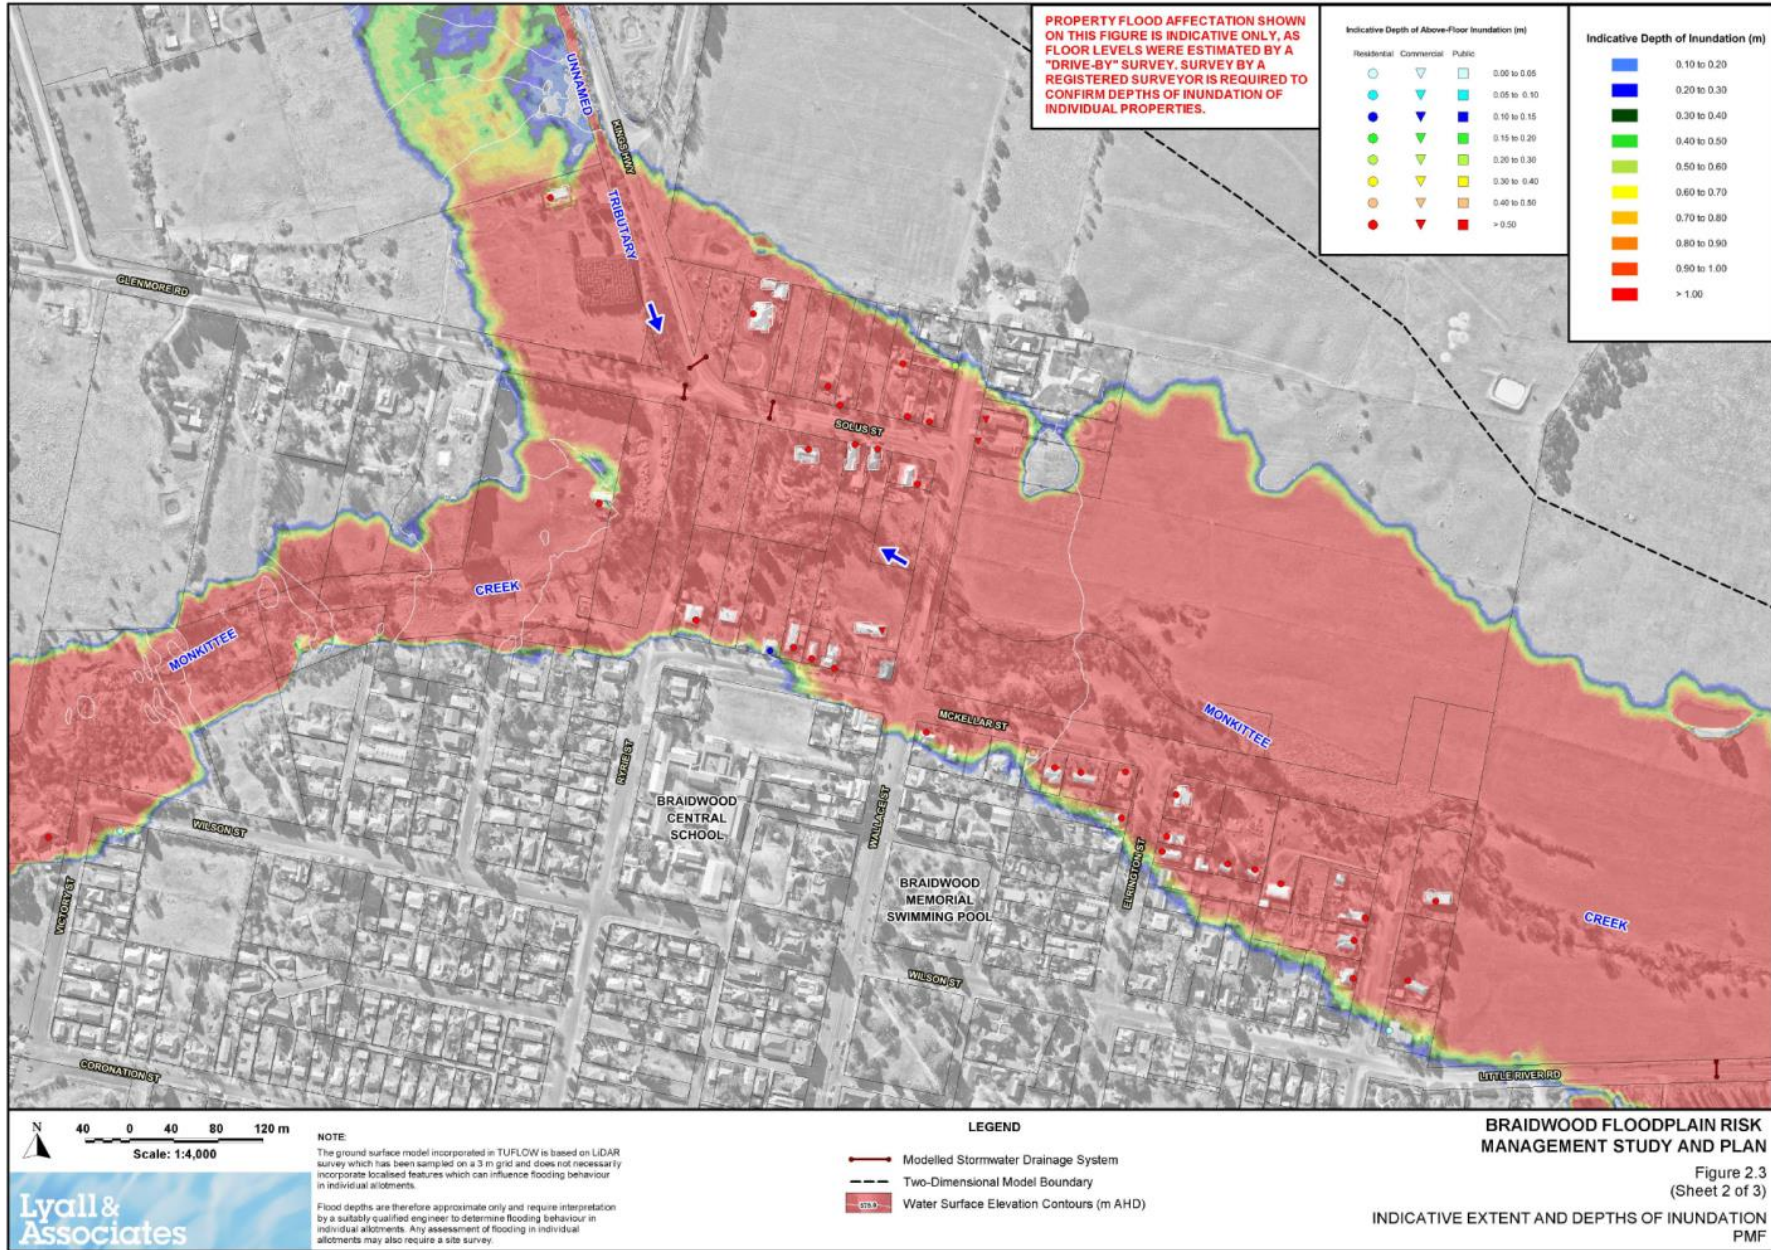 PROPERTY FLOOD AFFECTATION SHOWN
ON THIS FIGURE IS INDICATIVE ONLY, AS
FLOOR LEVELS WERE ESTIMATED BY A
"DRIVE-BY" SURVEY. SURVEY BY A
REGISTERED SURVEYOR IS REQUIRED TO
CONFIRM DEPTHS OF INUNDATION OF
INDIVIDUAL PROPERTIES.
Indicative Depth of Above-Floor Inundation (m)
Residential Commercial Public
0.00 to 0.05
0.05 to 0.10
0.10 to 0.15
0.15 to 0.20
0.20 to 0.30
0.30 to 0.40
0.40 to 0.50
> 0.50
Indicative Depth of Inundation (m)
0.10 to 0.20
0.20 to 0.30
0.30 to 0.40
0.40 to 0.50
0.50 to 0.60
0.60 to 0.70
0.70 to 0.80
0.80 to 0.90
0.90 to 1.00
> 1.00
UNNAMED
KINGS HWY
TRIBUTARY
GLENMORE RD
SOLUS ST
CREEK
MONKITTEE
MCKELLAR ST
MONKITTEE
RYRIE ST
BRAIDWOOD
CENTRAL
SCHOOL
WALLACE ST
WILSON ST
BRAIDWOOD
MEMORIAL
SWIMMING POOL
ELRINGTON ST
VICTORY ST
CREEK
WILSON ST
CORONATION ST
LITTLE RIVER RD
N
40 0 40 80 120 m
Scale: 1:4,000
Lyall &
Associates
NOTE:
The ground surface model incorporated in TUFLOW is based on LiDAR
survey which has been sampled on a 3 m grid and does not necessarily
incorporate localised features which can influence flooding behaviour
in individual allotments.
Flood depths are therefore approximate only and require interpretation
by a suitably qualified engineer to determine flooding behaviour in
individual allotments. Any assessment of flooding in individual
allotments may also require a site survey.
LEGEND
Modelled Stormwater Drainage System
Two-Dimensional Model Boundary
Water Surface Elevation Contours (m AHD)
BRAIDWOOD FLOODPLAIN RISK
MANAGEMENT STUDY AND PLAN
Figure 2.3
(Sheet 2 of 3)
INDICATIVE EXTENT AND DEPTHS OF INUNDATION
PMF